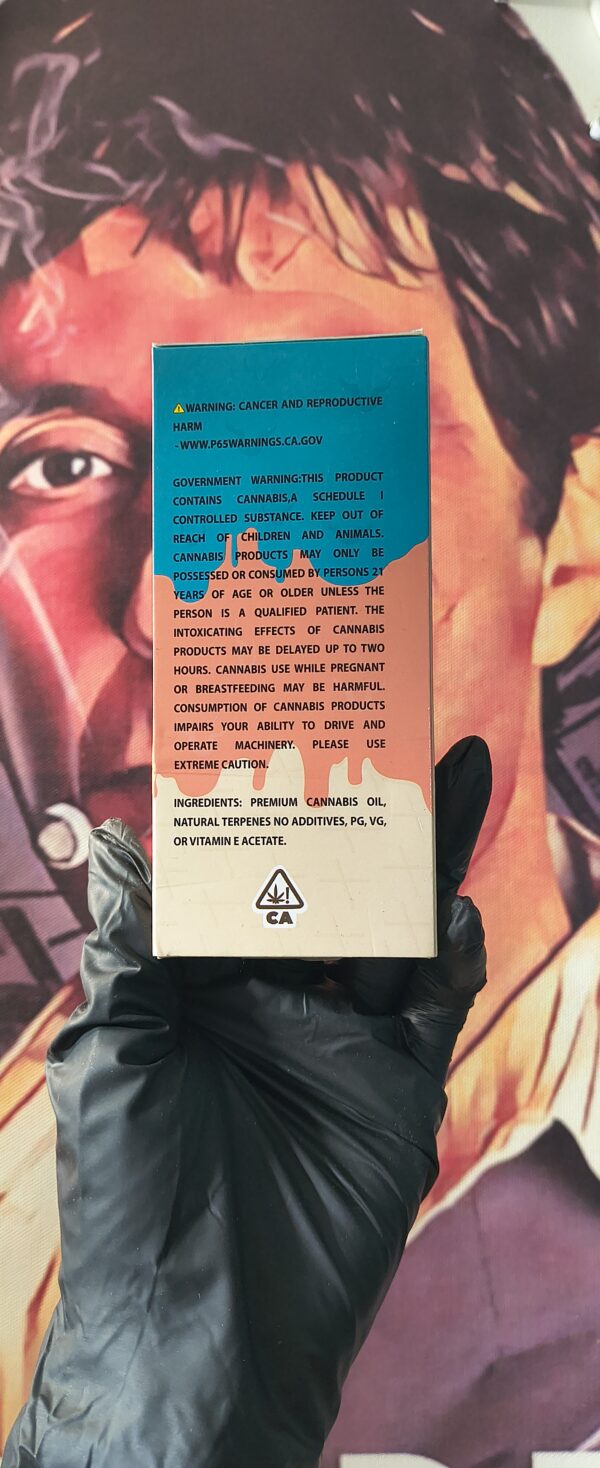 ⚠WARNING: CANCER AND REPRODUCTIVE
HARM
- WWW.P65WARNINGS.CA.GOV
GOVERNMENT WARNING:THIS PRODUCT
CONTAINS CANNABIS,A SCHEDULE I
CONTROLLED SUBSTANCE. KEEP OUT OF
REACH OF CHILDREN AND ANIMALS.
CANNABIS PRODUCTS MAY ONLY BE
POSSESSED OR CONSUMED BY PERSONS 21
YEARS OF AGE OR OLDER UNLESS THE
PERSON IS A QUALIFIED PATIENT. THE
INTOXICATING EFFECTS OF CANNABIS
PRODUCTS MAY BE DELAYED UP TO TWO
HOURS. CANNABIS USE WHILE PREGNANT
OR BREASTFEEDING MAY BE HARMFUL.
CONSUMPTION OF CANNABIS PRODUCTS
IMPAIRS YOUR ABILITY TO DRIVE AND
OPERATE MACHINERY. PLEASE USE
EXTREME CAUTION.
INGREDIENTS: PREMIUM CANNABIS OIL,
NATURAL TERPENES NO ADDITIVES, PG, VG,
OR VITAMIN E ACETATE.
!
CA